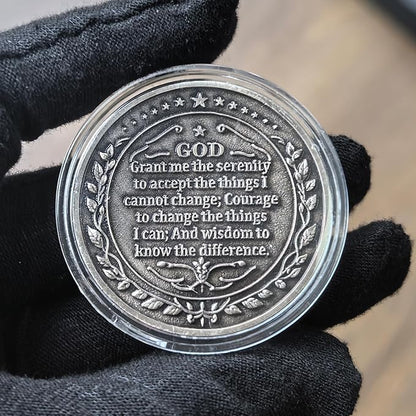 GOD
Grant me the serenity
to accept the things I
cannot change; Courage
to change the things
I can; And wisdom to
know the difference.